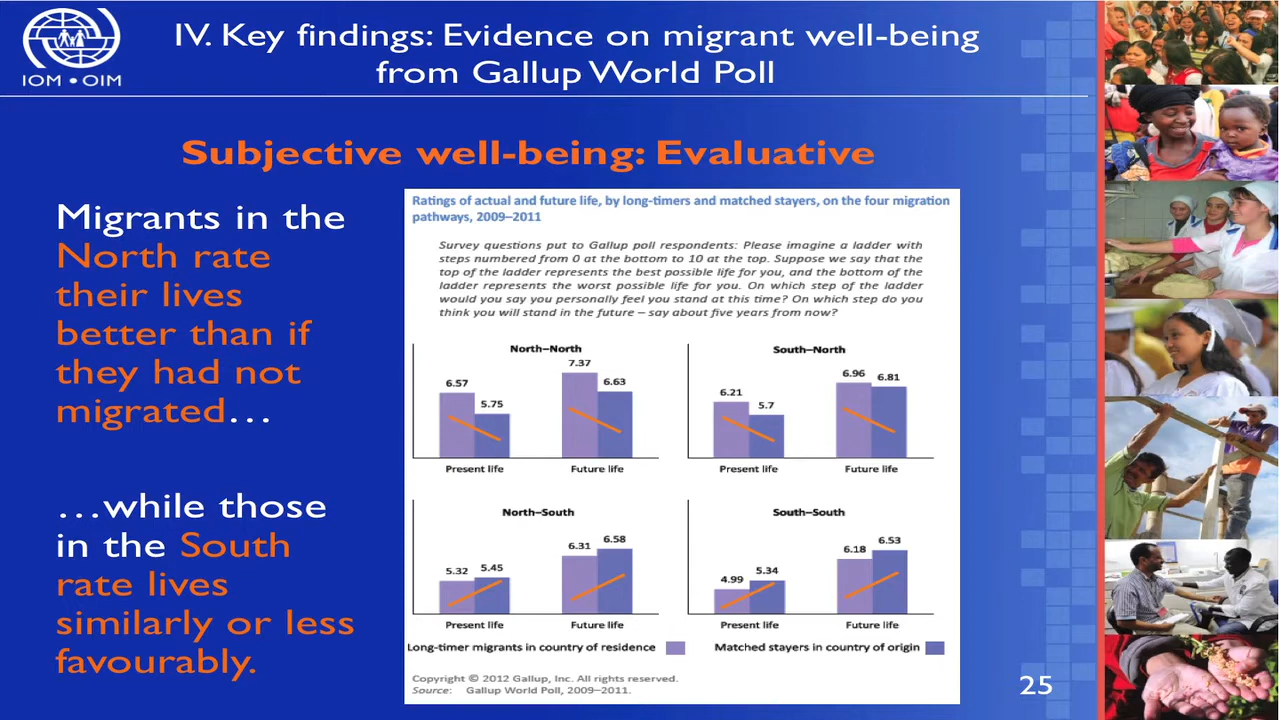 IOM • OIM
IV. Key findings: Evidence on migrant well-being
from Gallup World Poll
Subjective well-being: Evaluative
Migrants in the
North rate
their lives
better than if
they had not
migrated…
…while those
in the South
rate lives
similarly or less
favourably.
Ratings of actual and future life, by long-timers and matched stayers, on the four migration
pathways, 2009–2011
Survey questions put to Gallup poll respondents: Please imagine a ladder with
steps numbered from 0 at the bottom to 10 at the top. Suppose we say that the
top of the ladder represents the best possible life for you, and the bottom of the
ladder represents the worst possible life for you. On which step of the ladder
would you say you personally feel you stand at this time? On which step do you
think you will stand in the future – say about five years from now?
North–North
6.57
5.75
7.37
6.63
Present life
Future life
South–North
6.21
5.7
6.96
6.81
Present life
Future life
North–South
5.32
5.45
6.31
6.58
Present life
Future life
South–South
4.99
5.34
6.18
6.53
Present life
Future life
Long-timer migrants in country of residence
Matched stayers in country of origin
Copyright © 2012 Gallup, Inc. All rights reserved.
Source: Gallup World Poll, 2009–2011.
25